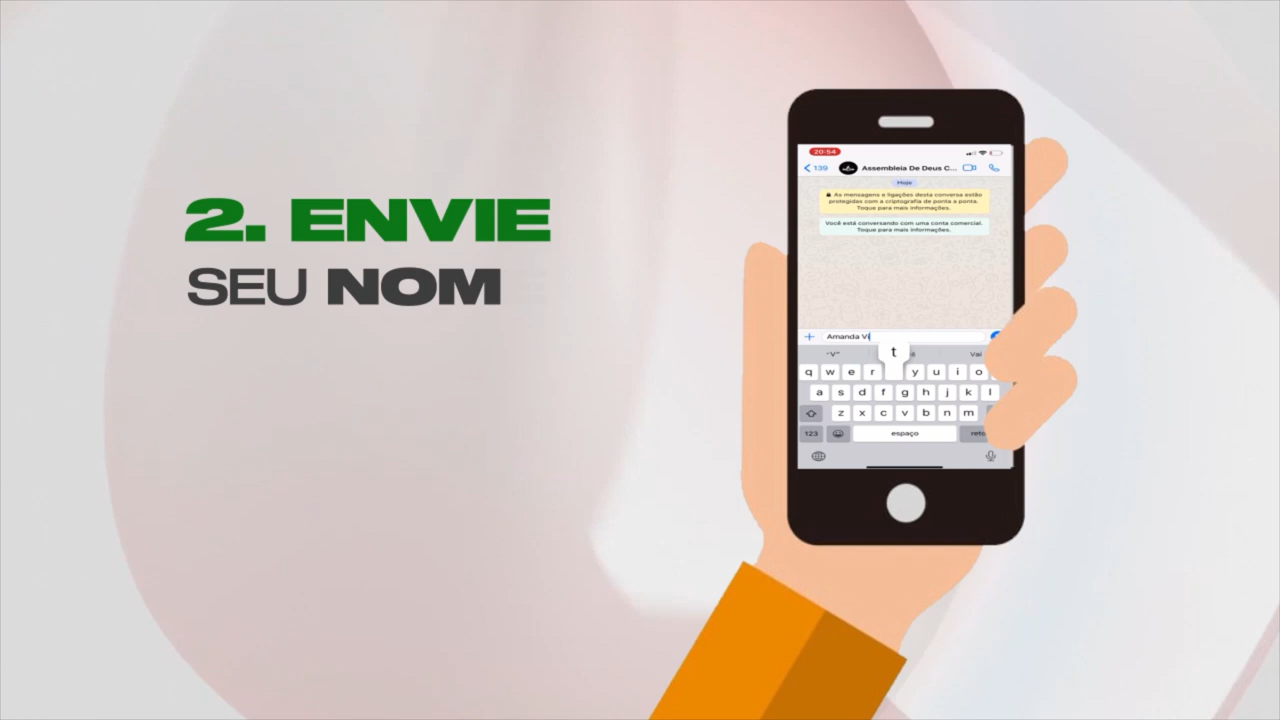 2. ENVIE
SEU NOM
20:54
139
Assembleia De Deus C...
Hoje
As mensagens e ligações desta conversa estão
protegidas com a criptografia de ponta a ponta.
Toque para mais informações.
Você está conversando com uma conta comercial.
Toque para mais informações.
Amanda Vi
"V"
Vai
t
q w e r y u i o
a s d f g h j k l
z x c v b n m
123
espaço